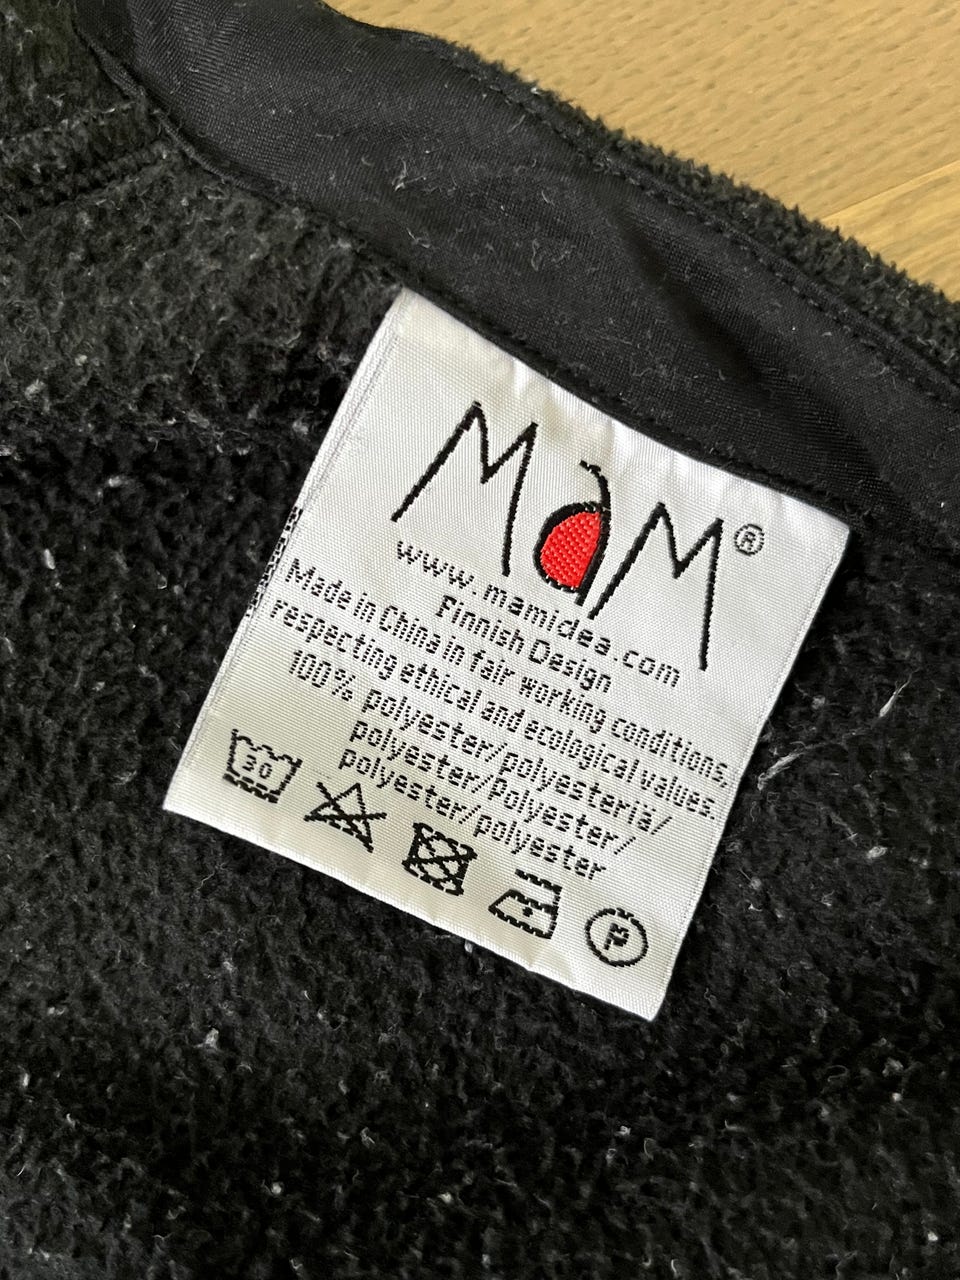 MaM®
www.mamidea.com
Finnish Design
Made in China in fair working conditions,
respecting ethical and ecological values.
100% polyester/polyesteriä/
polyester/Polyester/
polyester/polyester
30
P